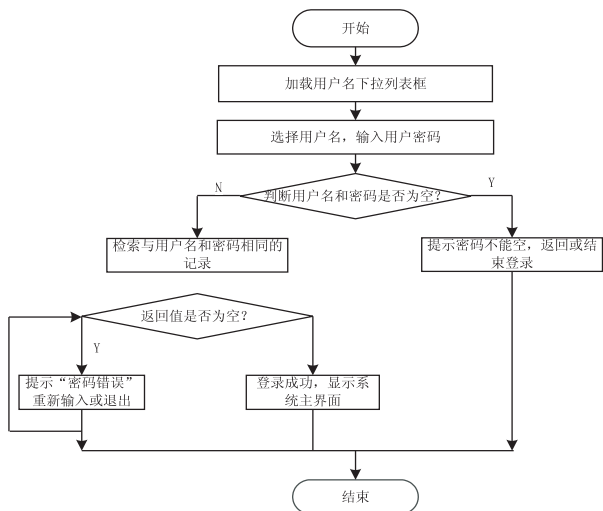 开始
加载用户名下拉列表框
选择用户名，输入用户密码
判断用户名和密码是否为空？
N
Y
检索与用户名和密码相同的
记录
提示密码不能空，返回或结
束登录
返回值是否为空？
Y
提示“密码错误”
重新输入或退出
登录成功，显示系
统主界面
结束